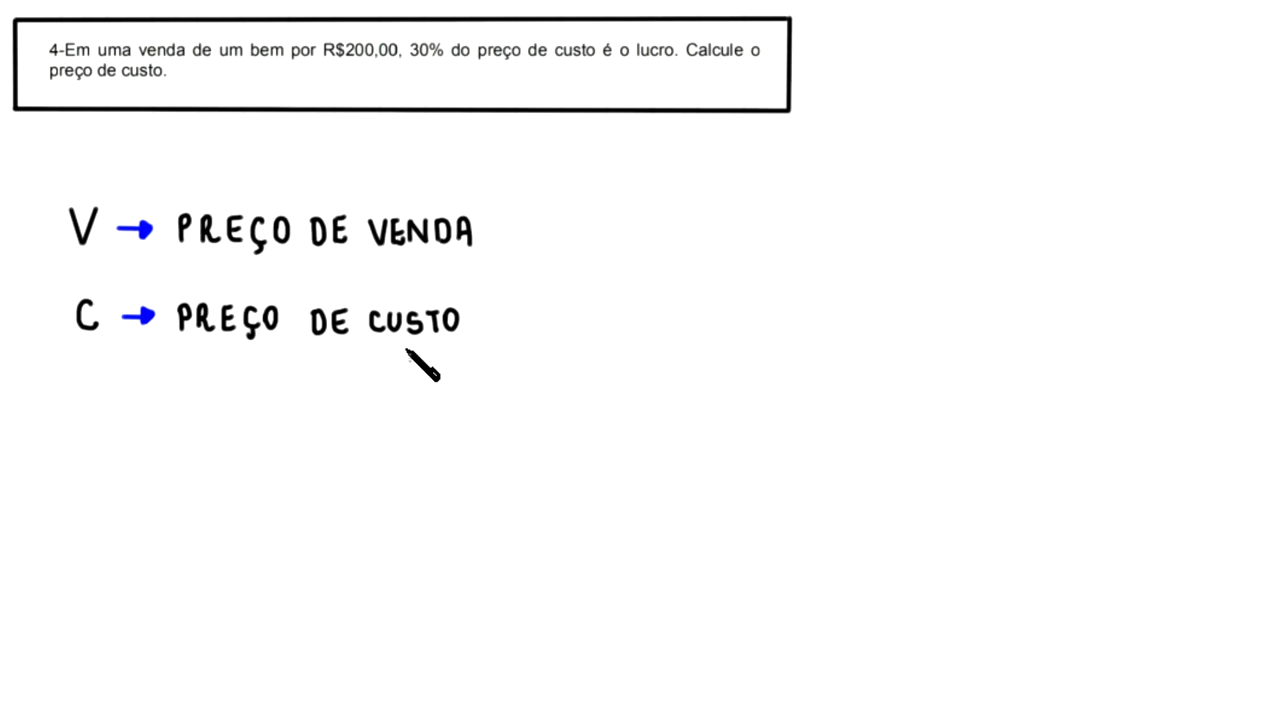 4-Em uma venda de um bem por R$200,00, 30% do preço de custo é o lucro. Calcule o
preço de custo.
V → PREÇO DE VENDA
C → PREÇO DE CUSTO